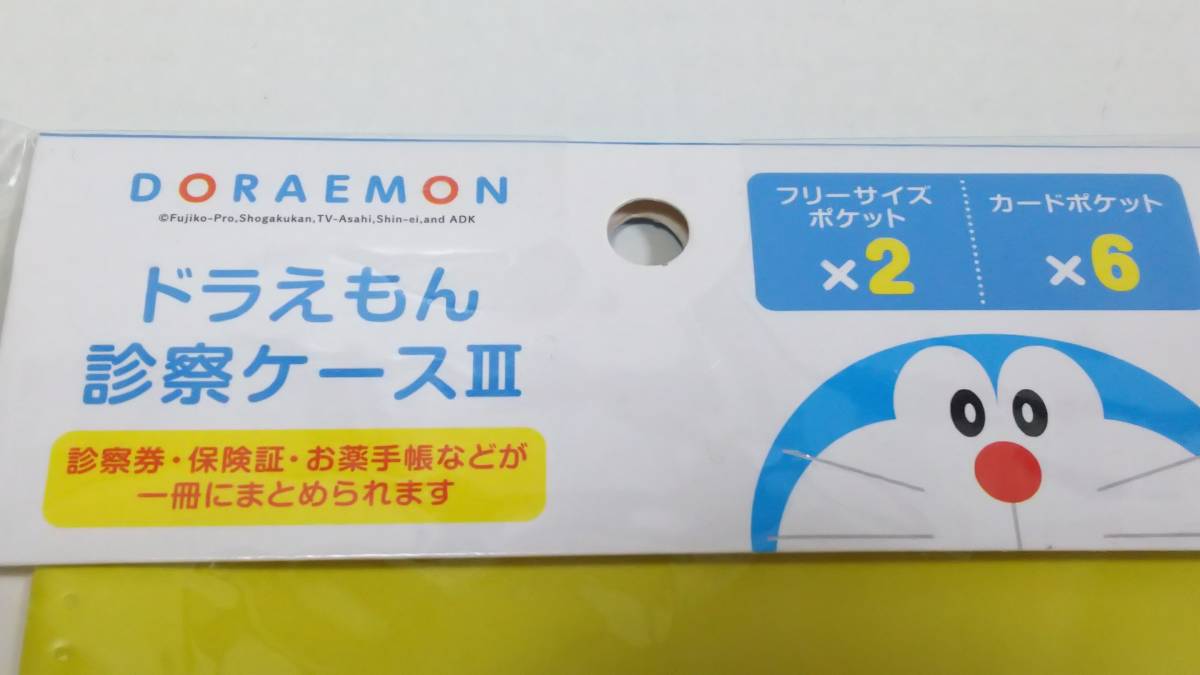 DORAEMON
©Fujiko-Pro,Shogakukan,TV-Asahi,Shin-ei,and ADK
ドラえもん
診察ケースⅢ
診察券・保険証・お薬手帳などが
一冊にまとめられます
フリーサイズ
ポケット
×2
カードポケット
×6